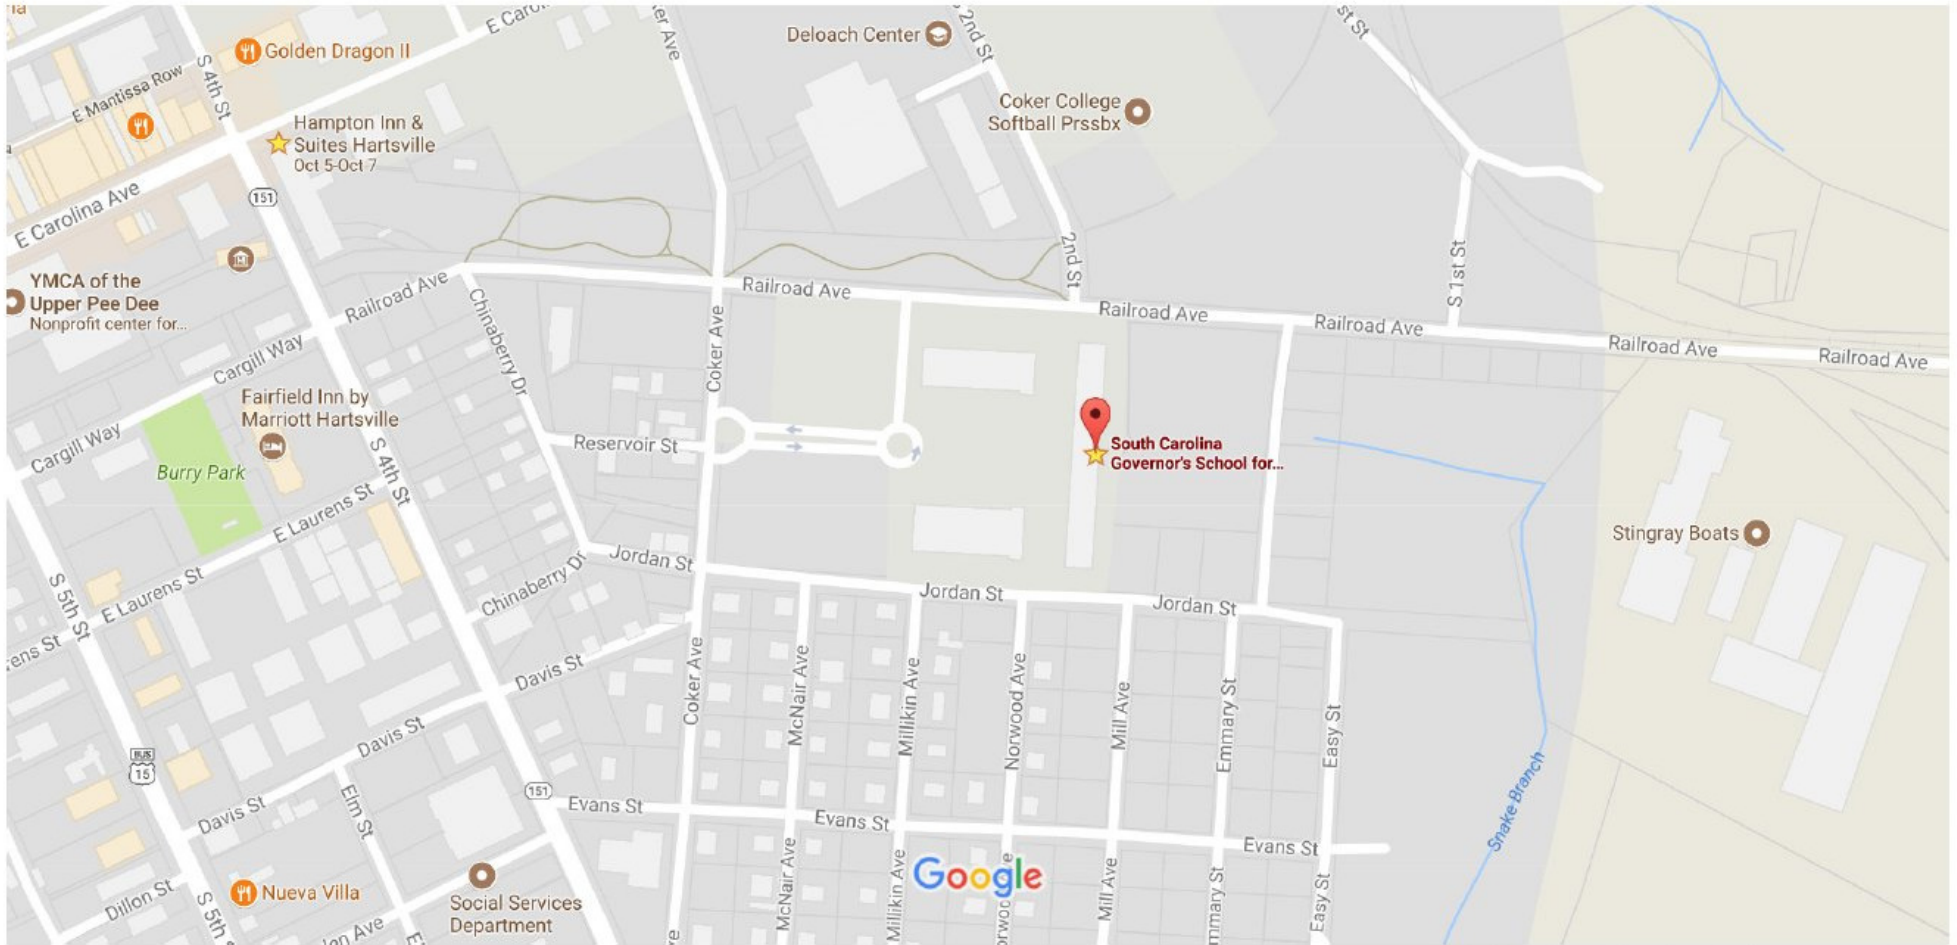 Golden Dragon II
E Mantissa Row
S 4th St
Hampton Inn &
Suites Hartsville
Oct 5-Oct 7
151
E Carolina Ave
YMCA of the
Upper Pee Dee
Nonprofit center for...
Railroad Ave
Cargill Way
Cargill Way
Fairfield Inn by
Marriott Hartsville
Burry Park
E Laurens St
E Laurens St
S 4th St
S 5th St
Chinaberry Dr
Chinaberry Dr
Reservoir St
Jordan St
Davis St
Davis St
Davis St
BUS
15
Elm St
Dillon St
S 5th
Nueva Villa
Social Services
Department
151
Evans St
Evans St
Evans St
Deloach Center
2nd St
Coker College
Softball Prssbx
2nd St
Railroad Ave
Railroad Ave
Railroad Ave
Railroad Ave
Railroad Ave
S 1st St
Coker Ave
Coker Ave
South Carolina
Governor's School for...
Jordan St
Jordan St
McNair Ave
Millikin Ave
Norwood Ave
Mill Ave
Emmary St
Easy St
McNair Ave
Millikin Ave
Mill Ave
Easy St
Google
Stingray Boats
Snake Branch